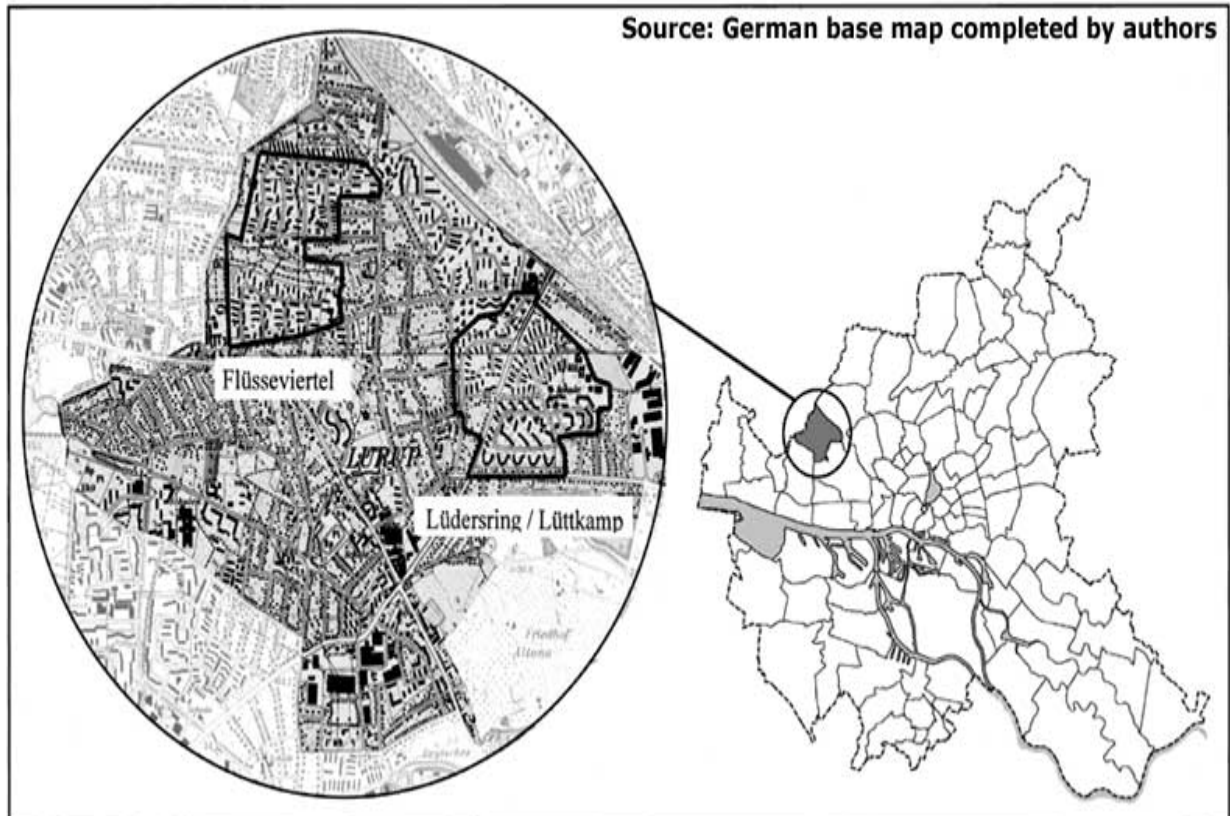 Source: German base map completed by authors
Flüsseviertel
LURUP
Lüdersring / Lüttkamp
Friedhof
Altona